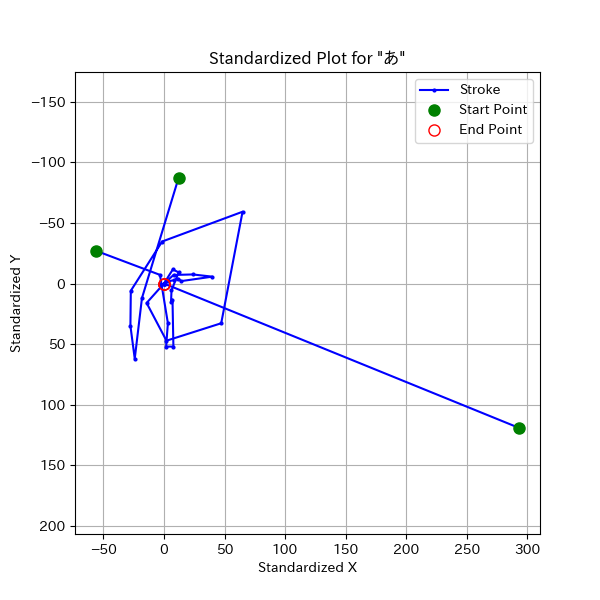 Standardized Plot for "あ"
Stroke
Start Point
End Point
−150
−100
−50
0
50
100
150
200
Standardized Y
−50 0 50 100 150 200 250 300
Standardized X